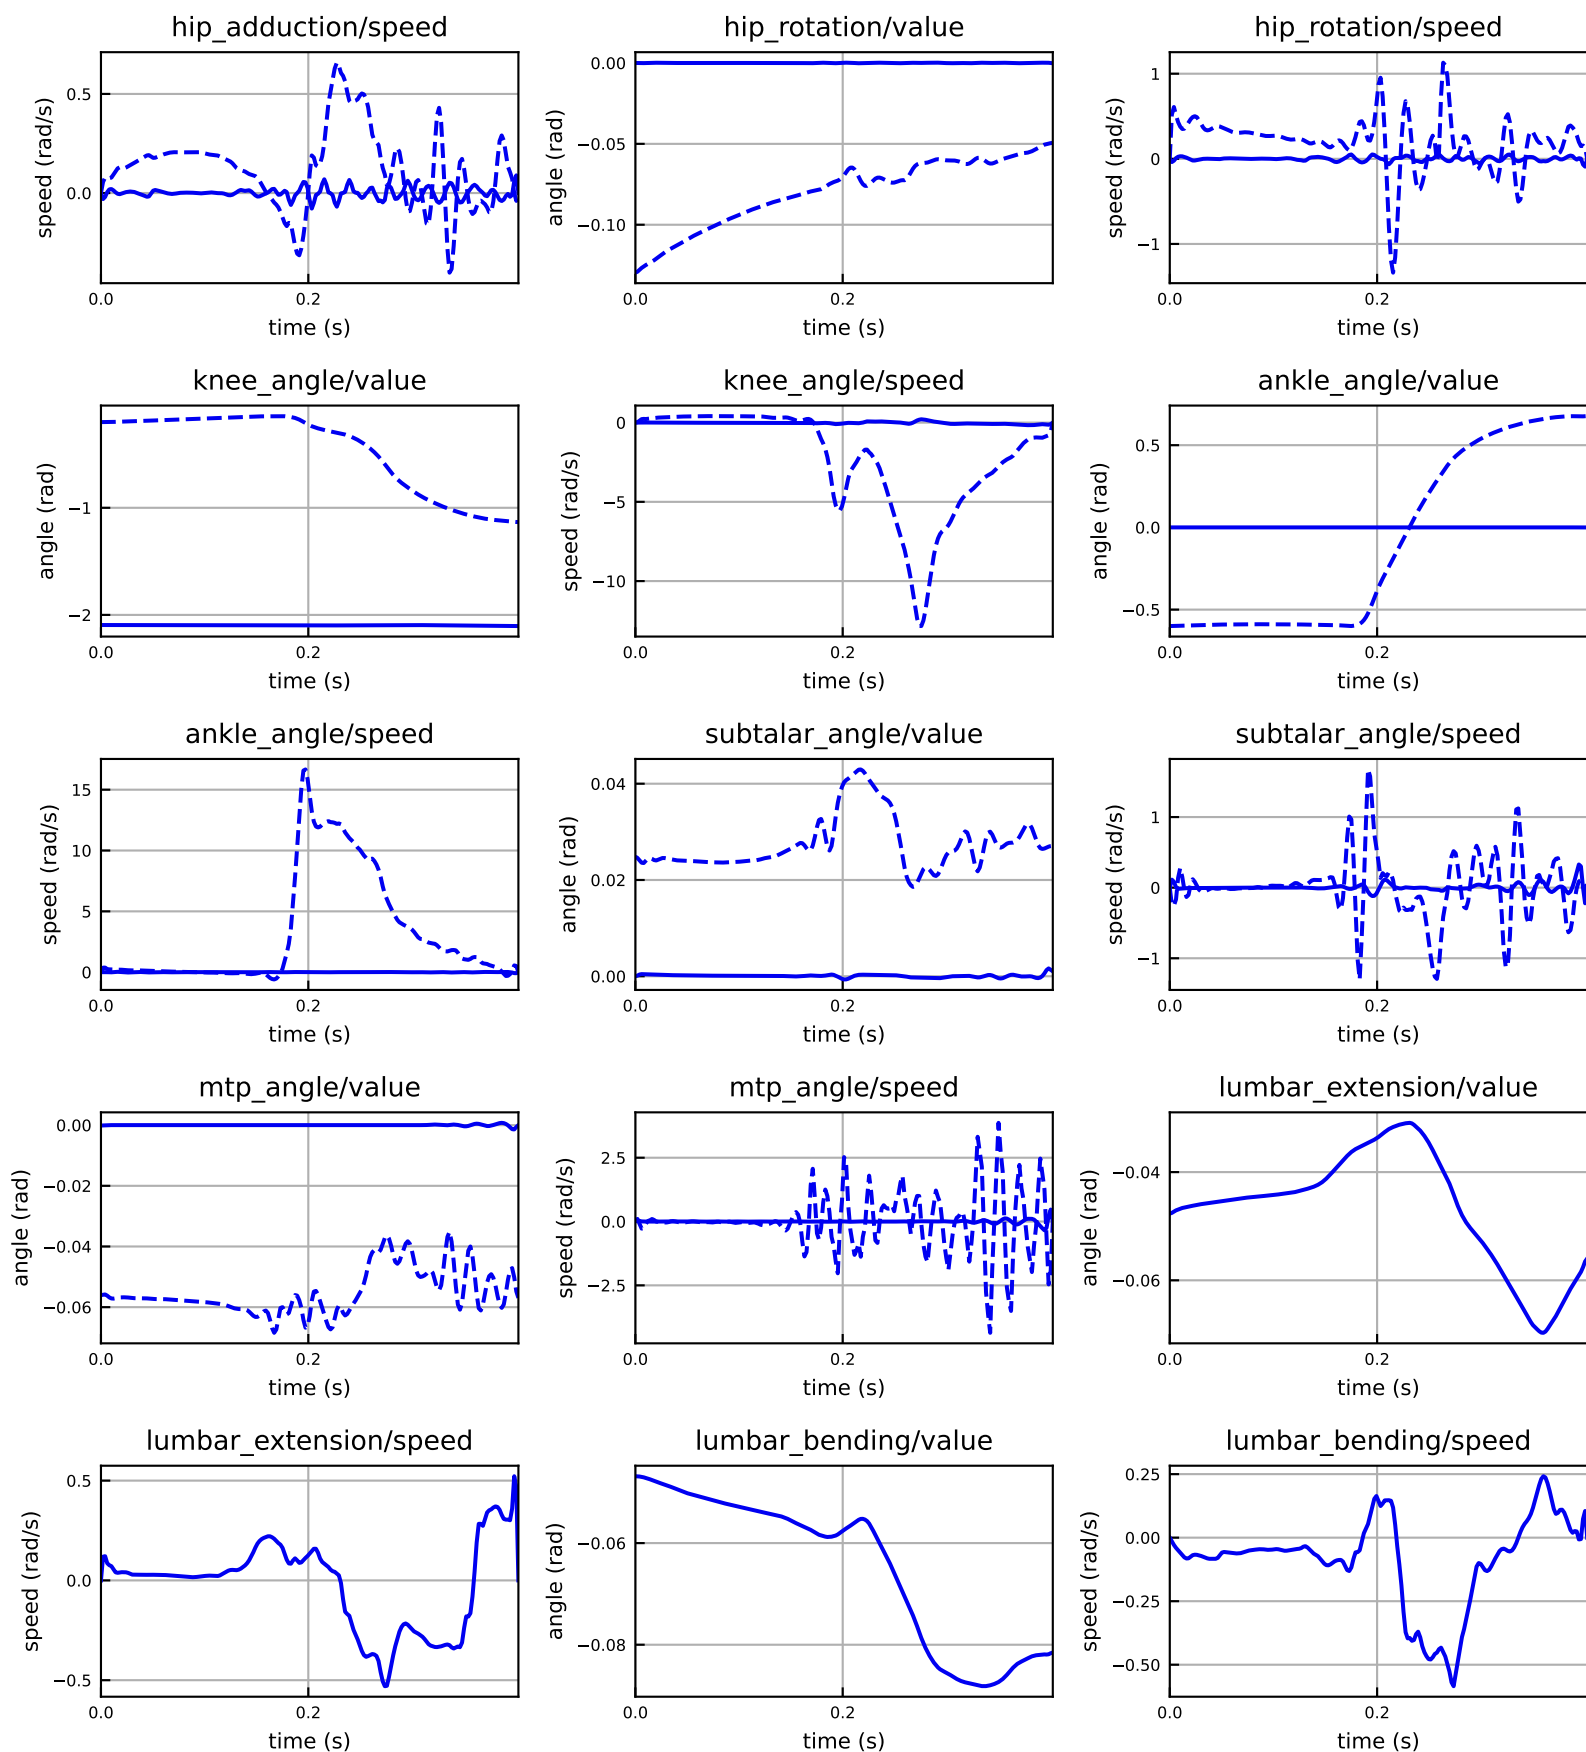 hip_adduction/speed
hip_rotation/value
hip_rotation/speed
speed (rad/s)
0.5
0.0
0.0
0.2
time (s)
angle (rad)
0.00
−0.05
−0.10
0.0
0.2
time (s)
speed (rad/s)
1
0
−1
0.0
0.2
time (s)
knee_angle/value
knee_angle/speed
ankle_angle/value
angle (rad)
−1
−2
0.0
0.2
time (s)
speed (rad/s)
0
−5
−10
0.0
0.2
time (s)
angle (rad)
0.5
0.0
−0.5
0.0
0.2
time (s)
ankle_angle/speed
subtalar_angle/value
subtalar_angle/speed
speed (rad/s)
15
10
5
0
0.0
0.2
time (s)
angle (rad)
0.04
0.02
0.00
0.0
0.2
time (s)
speed (rad/s)
1
0
−1
0.0
0.2
time (s)
mtp_angle/value
mtp_angle/speed
lumbar_extension/value
angle (rad)
0.00
−0.02
−0.04
−0.06
0.0
0.2
time (s)
speed (rad/s)
2.5
0.0
−2.5
0.0
0.2
time (s)
angle (rad)
−0.04
−0.06
0.0
0.2
time (s)
lumbar_extension/speed
lumbar_bending/value
lumbar_bending/speed
speed (rad/s)
0.5
0.0
−0.5
0.0
0.2
time (s)
angle (rad)
−0.06
−0.08
0.0
0.2
time (s)
speed (rad/s)
0.25
0.00
−0.25
−0.50
0.0
0.2
time (s)